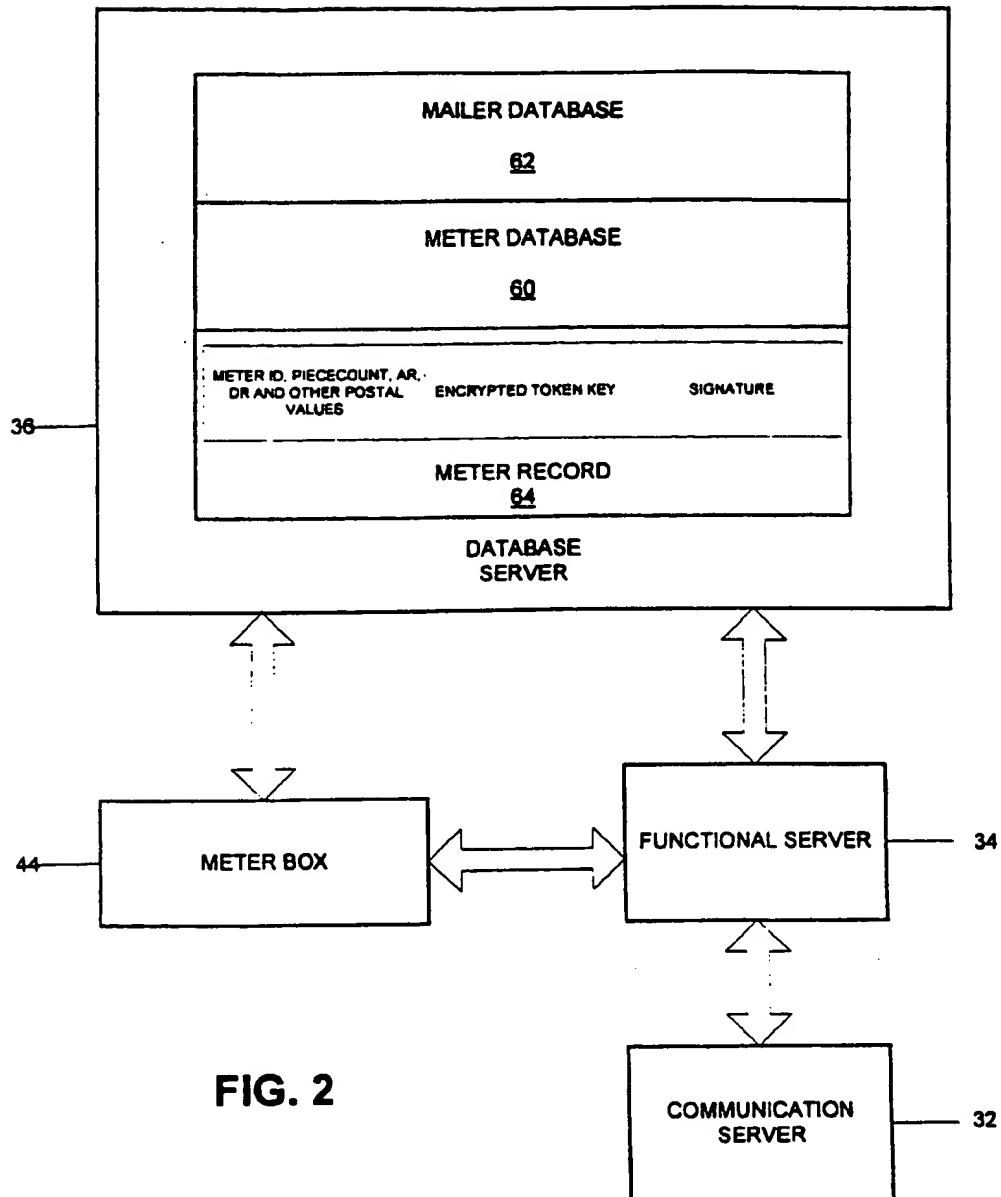 MAILER DATABASE
62
METER DATABASE
60
METER ID, PIECECOUNT, AR,
DR AND OTHER POSTAL
VALUES
ENCRYPTED TOKEN KEY
SIGNATURE
METER RECORD
64
DATABASE
SERVER
36
44
METER BOX
FUNCTIONAL SERVER
34
FIG. 2
COMMUNICATION
SERVER
32